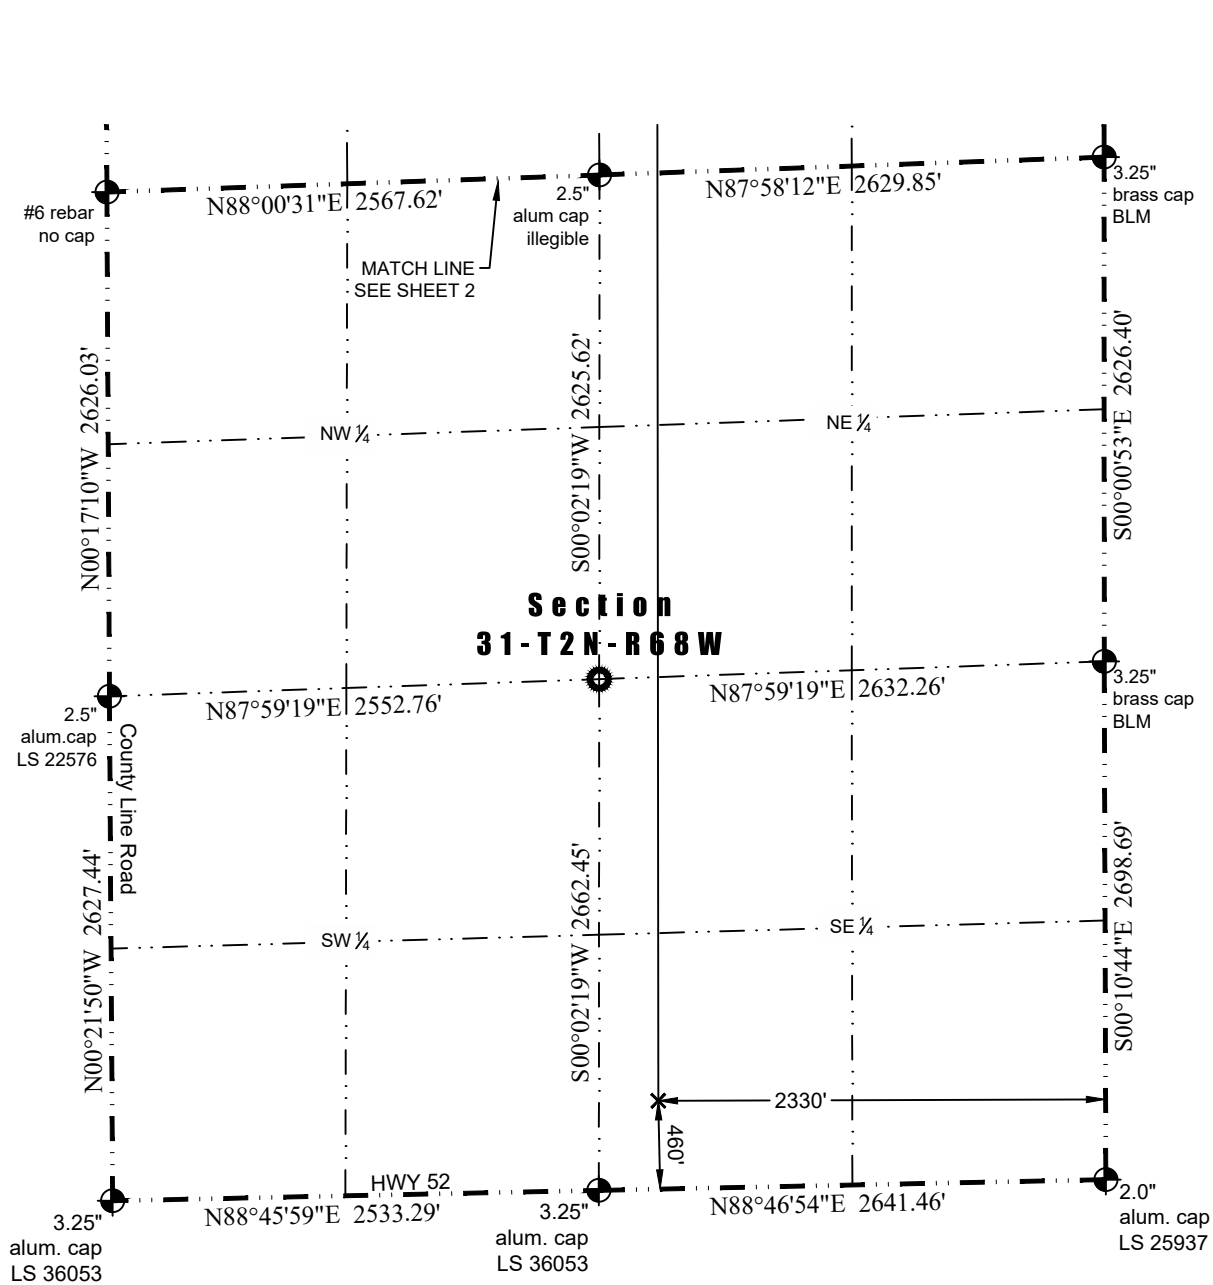 N88°00'31"E 2567.62'
N87°58'12"E 2629.85'
#6 rebar
no cap
2.5"
alum cap
illegible
3.25"
brass cap
BLM
MATCH LINE
SEE SHEET 2
N00°17'10"W 2626.03'
S00°02'19"W 2625.62'
S00°00'53"E 2626.40'
NW ¼
NE ¼
Section
31-T2N-R68W
2.5"
alum.cap
LS 22576
N87°59'19"E 2552.76'
N87°59'19"E 2632.26'
3.25"
brass cap
BLM
County Line Road
N00°21'50"W 2627.44'
S00°02'19"W 2662.45'
S00°10'44"E 2698.69'
SW ¼
SE ¼
2330'
460'
HWY 52
N88°45'59"E 2533.29'
N88°46'54"E 2641.46'
3.25"
alum. cap
LS 36053
3.25"
alum. cap
LS 36053
2.0"
alum. cap
LS 25937